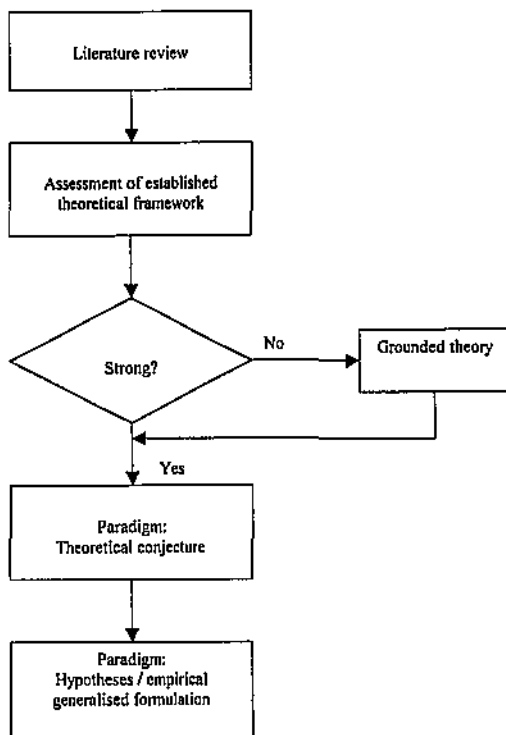 Literature review
Assessment of established
theoretical framework
Strong?
No
Grounded theory
Yes
Paradigm:
Theoretical conjecture
Paradigm:
Hypotheses / empirical
generalised formulation